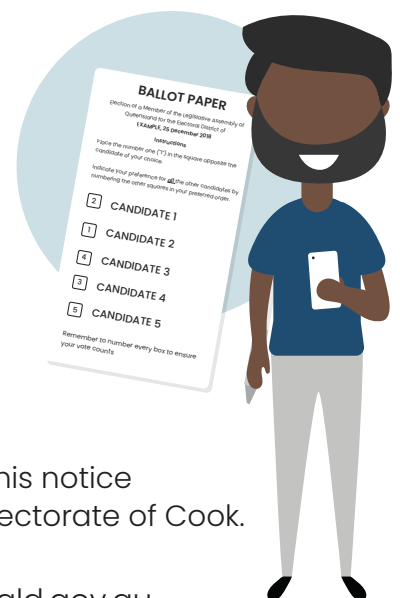 BALLOT PAPER
Election of a Member of the Legislative Assembly of
Queensland for the Electoral District of
EXAMPLE, 25 December 2018
Instructions
Place the number one ("1") in the square opposite the
candidate of your choice.
Indicate your preference for all the other candidates by
numbering the other squares in your preferred order.
2 CANDIDATE 1
1 CANDIDATE 2
4 CANDIDATE 3
3 CANDIDATE 4
5 CANDIDATE 5
Remember to number every box to ensure
your vote counts
his notice
ectorate of Cook.
ald.gov.au